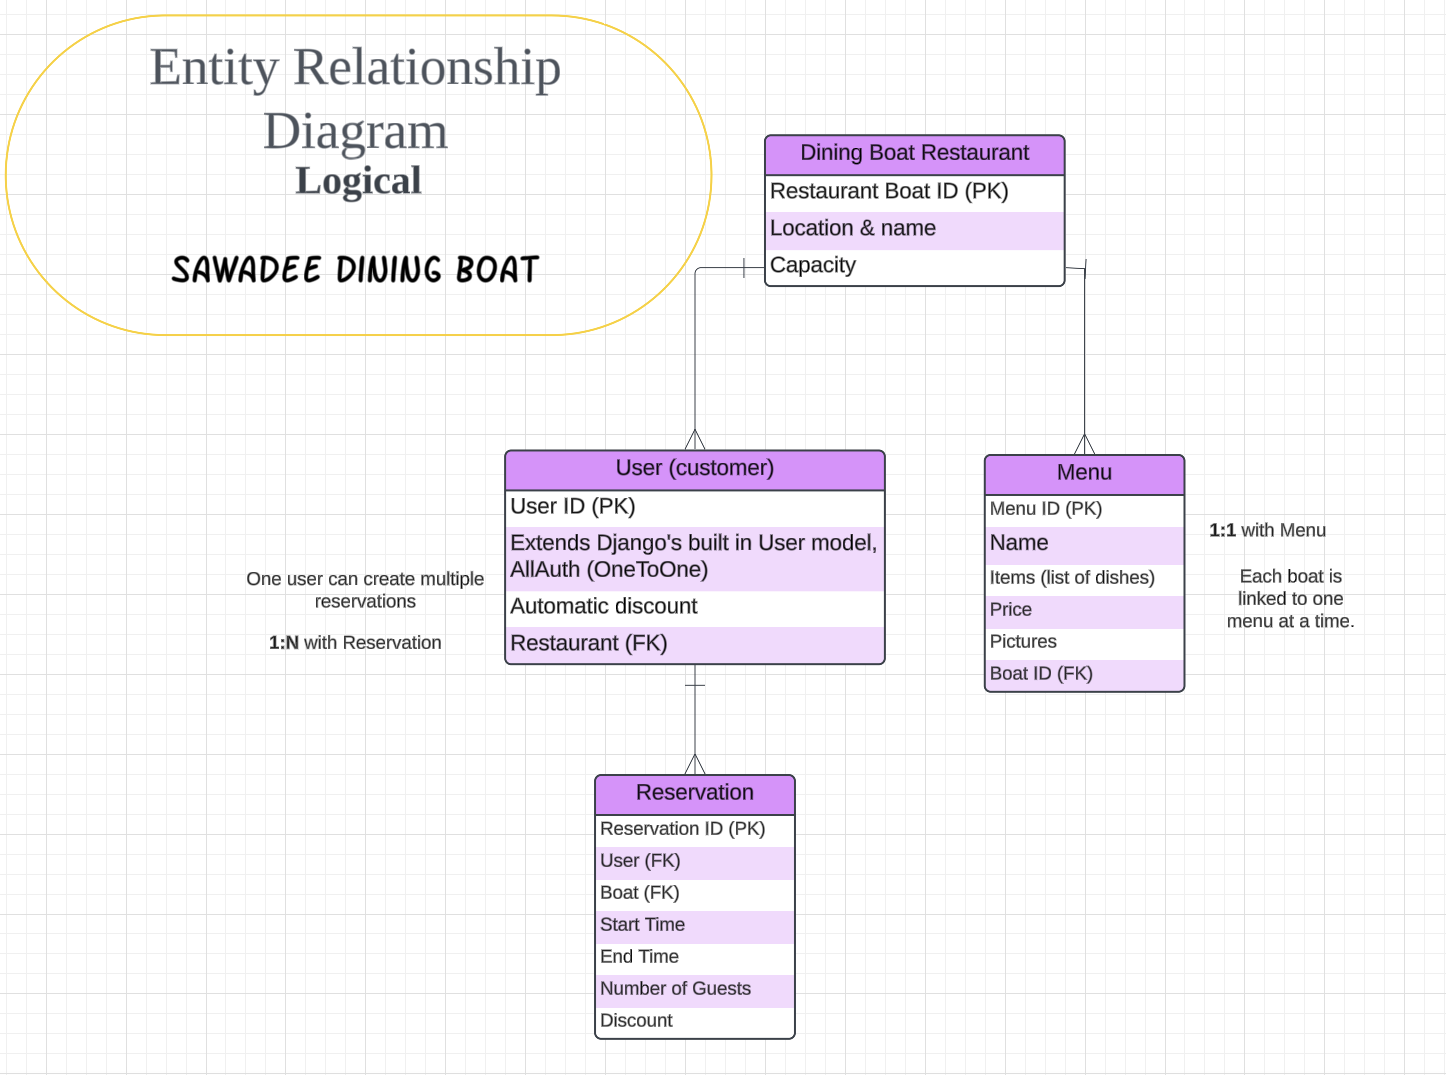 Entity Relationship
Diagram
Logical
SAWADEE DINING BOAT
Dining Boat Restaurant
Restaurant Boat ID (PK)
Location & name
Capacity
User (customer)
User ID (PK)
Extends Django's built in User model,
AllAuth (OneToOne)
Automatic discount
Restaurant (FK)
One user can create multiple
reservations
1:N with Reservation
Menu
Menu ID (PK)
Name
Items (list of dishes)
Price
Pictures
Boat ID (FK)
1:1 with Menu
Each boat is
linked to one
menu at a time.
Reservation
Reservation ID (PK)
User (FK)
Boat (FK)
Start Time
End Time
Number of Guests
Discount